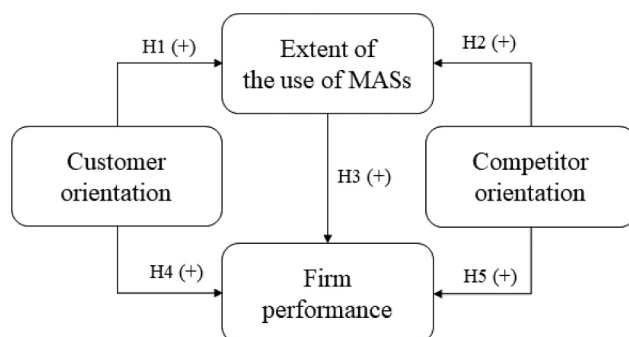 H1 (+)
Extent of
the use of MASs
H2 (+)
Customer
orientation
H3 (+)
Competitor
orientation
H4 (+)
Firm
performance
H5 (+)